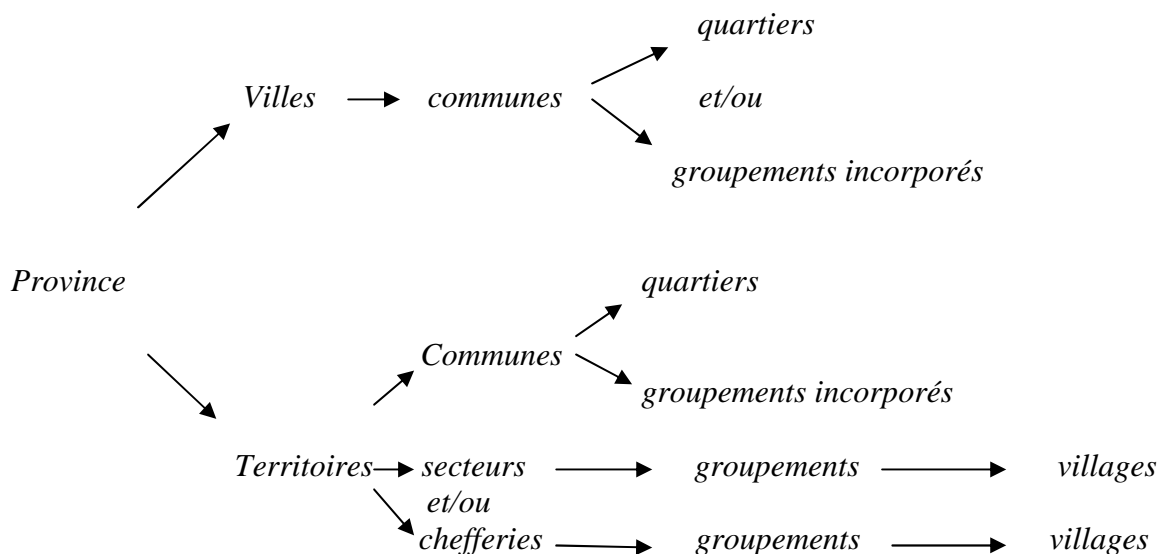 quartiers
Villes communes et/ou
groupements incorporés
Province quartiers
Communes
groupements incorporés
Territoires secteurs groupements villages
et/ou
chefferies groupements villages